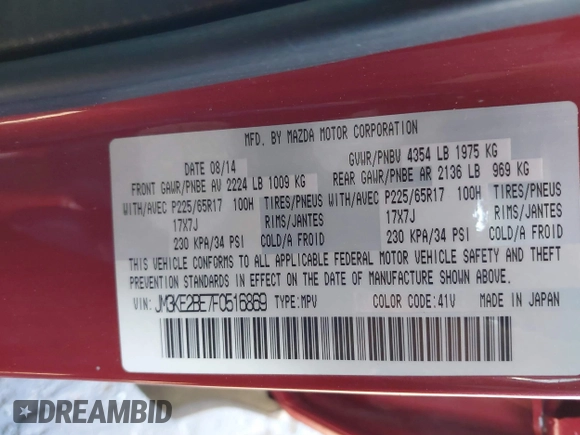 MFD. BY MAZDA MOTOR CORPORATION
DATE 08/14 GVWR/PNBV 4354 LB 1975 KG
FRONT GAWR/PNBE AV 2224 LB 1009 KG REAR GAWR/PNBE AR 2136 LB 969 KG
WITH/AVEC P225/65R17 100H TIRES/PNEUS WITH/AVEC P225/65R17 100H TIRES/PNEUS
17X7J RIMS/JANTES 17X7J RIMS/JANTES
230 KPA/34 PSI COLD/A FROID 230 KPA/34 PSI COLD/A FROID
THIS VEHICLE CONFORMS TO ALL APPLICABLE FEDERAL MOTOR VEHICLE SAFETY, BUMPER, AND THEFT
PREVENTION STANDARDS IN EFFECT ON THE DATE OF MANUFACTURE SHOWN ABOVE.
VIN: JM3KE2BE7F0516869 TYPE:MPV COLOR CODE:41V MADE IN JAPAN
DREAMBID